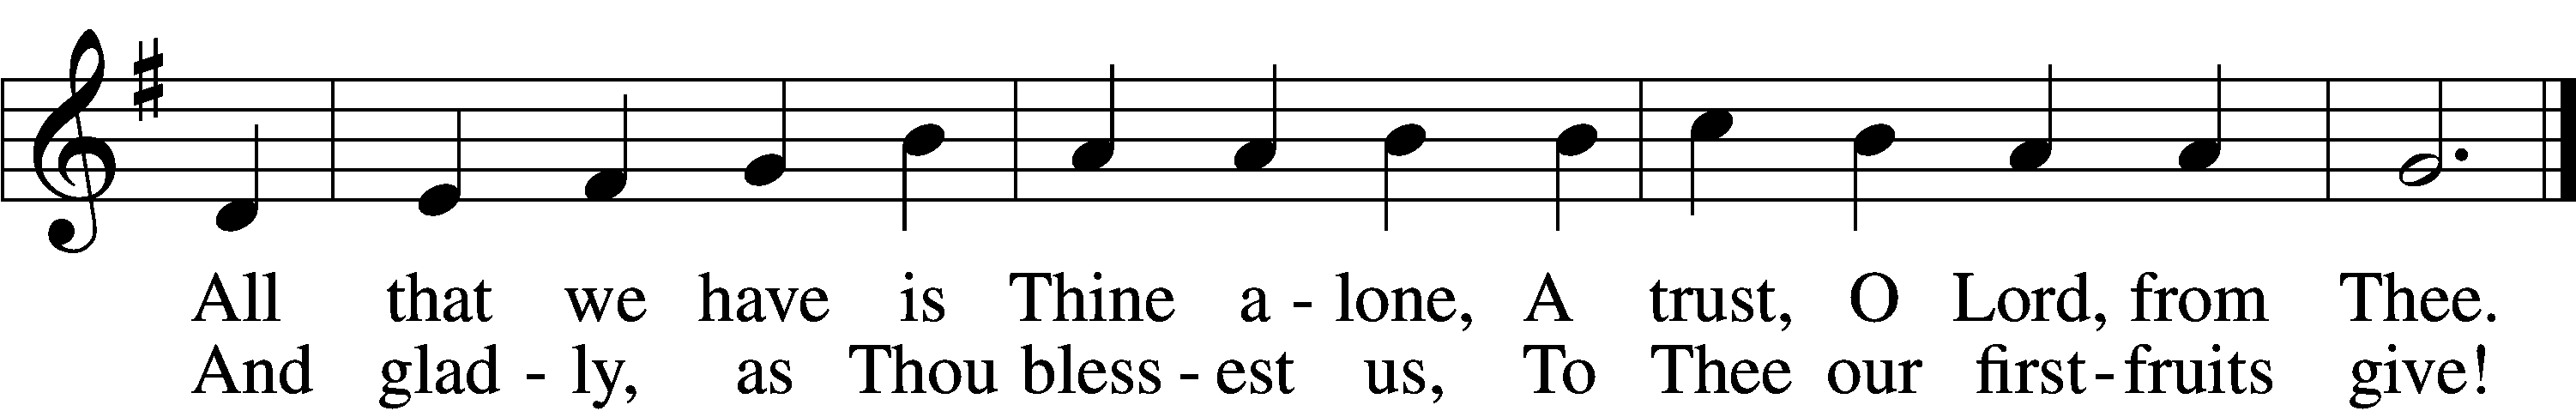 All that we have is Thine a - lone, A trust, O Lord, from Thee.
And glad - ly, as Thou bless - est us, To Thee our first - fruits give!